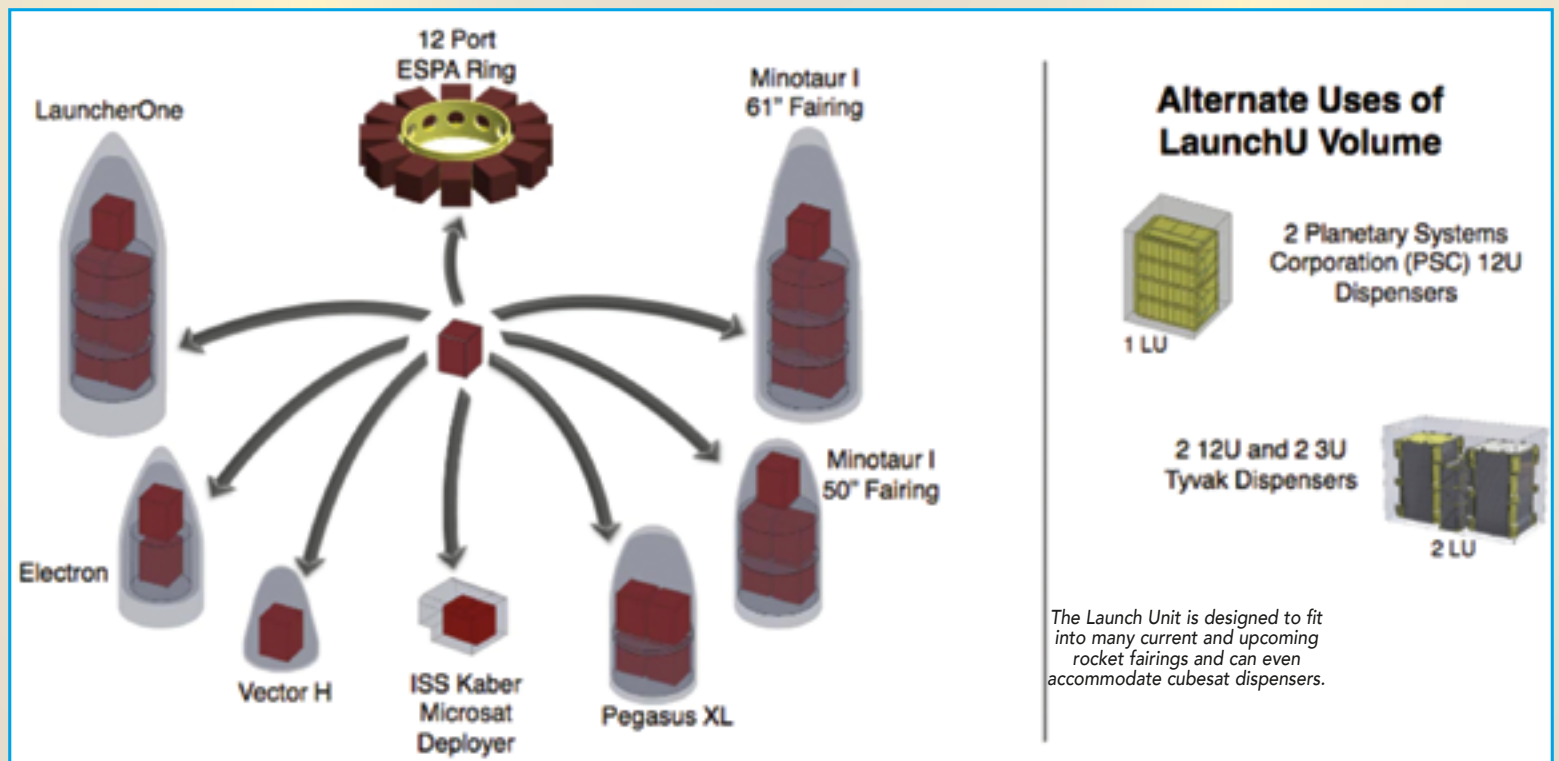 12 Port
ESPA Ring
LauncherOne
Minotaur I
61" Fairing
Electron
Vector H
ISS Kaber
Microsat
Deployer
Pegasus XL
Minotaur I
50" Fairing
Alternate Uses of
LaunchU Volume
2 Planetary Systems
Corporation (PSC) 12U
Dispensers
1 LU
2 12U and 2 3U
Tyvak Dispensers
2 LU
The Launch Unit is designed to fit
into many current and upcoming
rocket fairings and can even
accommodate cubesat dispensers.